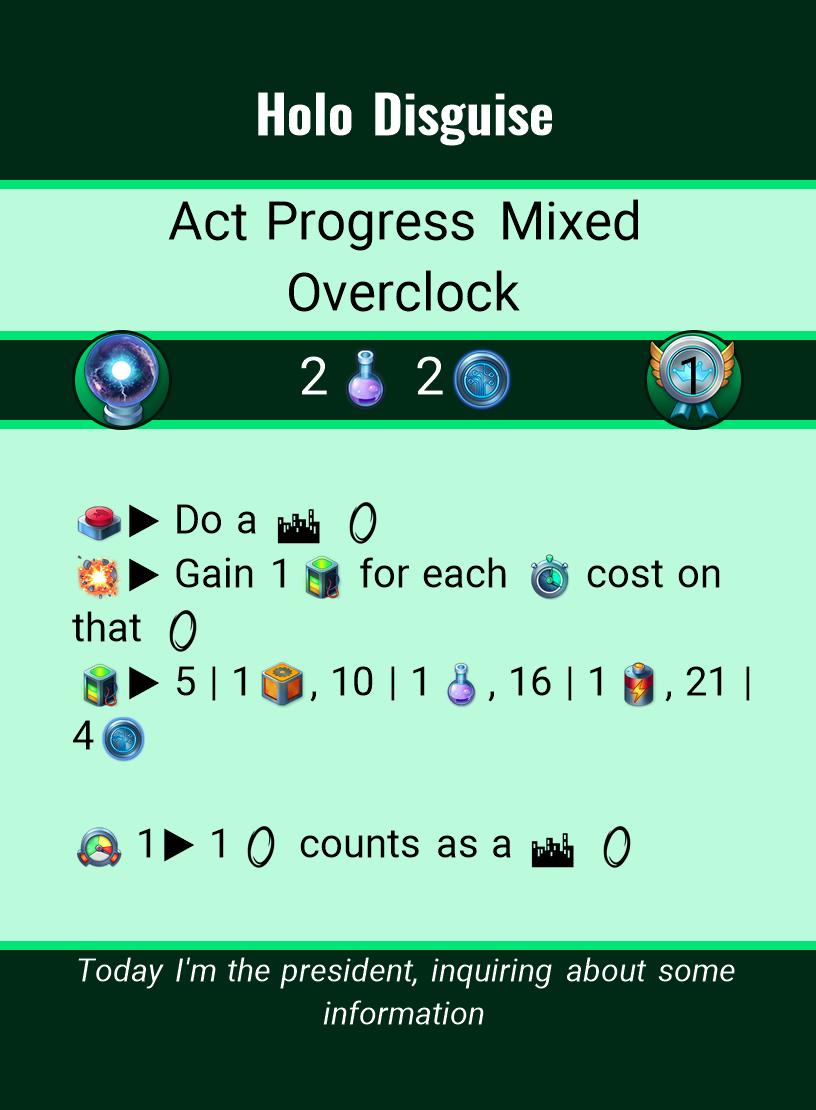 Holo Disguise
Act Progress Mixed
Overclock
2 2 1
▶ Do a
▶ Gain 1 for each cost on
that
▶ 5 | 1 , 10 | 1 , 16 | 1 , 21 |
4
1▶ 1 counts as a
Today I'm the president, inquiring about some
information